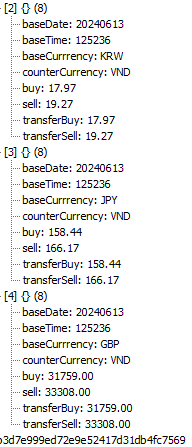 [2] {} (8)
baseDate: 20240613
baseTime: 125236
baseCurrrency: KRW
counterCurrency: VND
buy: 17.97
sell: 19.27
transferBuy: 17.97
transferSell: 19.27
[3] {} (8)
baseDate: 20240613
baseTime: 125236
baseCurrrency: JPY
counterCurrency: VND
buy: 158.44
sell: 166.17
transferBuy: 158.44
transferSell: 166.17
[4] {} (8)
baseDate: 20240613
baseTime: 125236
baseCurrrency: GBP
counterCurrency: VND
buy: 31759.00
sell: 33308.00
transferBuy: 31759.00
transferSell: 33308.00
b3d7e999ed72e9e52417d31db4fc7569